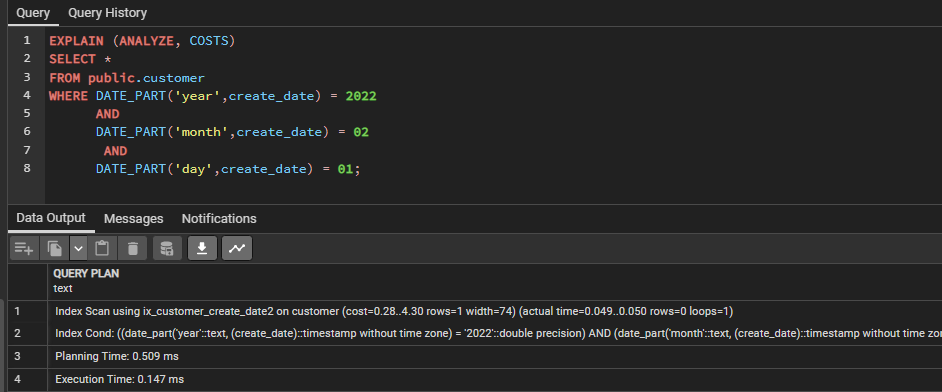 Query Query History
1 EXPLAIN (ANALYZE, COSTS)
2 SELECT *
3 FROM public.customer
4 WHERE DATE_PART('year',create_date) = 2022
5 AND
6 DATE_PART('month',create_date) = 02
7 AND
8 DATE_PART('day',create_date) = 01;
Data Output Messages Notifications
QUERY PLAN
text
1 Index Scan using ix_customer_create_date2 on customer (cost=0.28..4.30 rows=1 width=74) (actual time=0.049..0.050 rows=0 loops=1)
2 Index Cond: ((date_part('year'::text, (create_date)::timestamp without time zone) = '2022'::double precision) AND (date_part('month'::text, (create_date)::timestamp without time zon
3 Planning Time: 0.509 ms
4 Execution Time: 0.147 ms